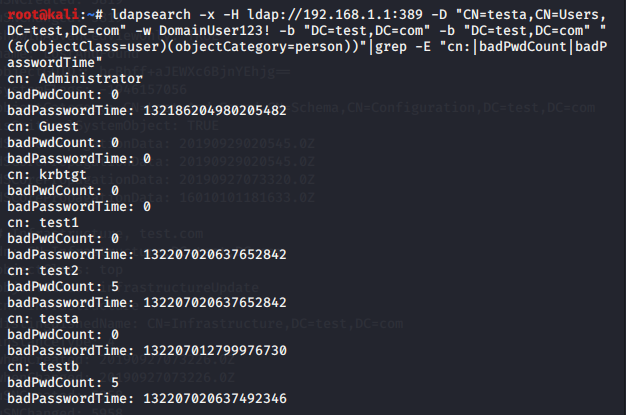 root@kali:~# ldapsearch -x -H ldap://192.168.1.1:389 -D "CN=testa,CN=Users,
DC=test,DC=com" -w DomainUser123! -b "DC=test,DC=com" -b "DC=test,DC=com" "
(&(objectClass=user)(objectCategory=person))"|grep -E "cn:|badPwdCount|badP
asswordTime"
cn: Administrator
badPwdCount: 0
badPasswordTime: 132186204980205482
cn: Guest
badPwdCount: 0
badPasswordTime: 0
cn: krbtgt
badPwdCount: 0
badPasswordTime: 0
cn: test1
badPwdCount: 0
badPasswordTime: 132207020637652842
cn: test2
badPwdCount: 5
badPasswordTime: 132207020637652842
cn: testa
badPwdCount: 0
badPasswordTime: 132207012799976730
cn: testb
badPwdCount: 5
badPasswordTime: 132207020637492346